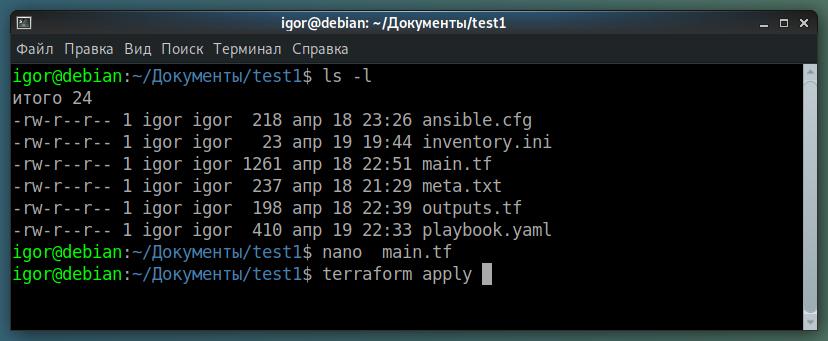 igor@debian: ~/Документы/test1
Файл Правка Вид Поиск Терминал Справка
igor@debian:~/Документы/test1$ ls -l
итого 24
-rw-r--r-- 1 igor igor  218 апр 18 23:26 ansible.cfg
-rw-r--r-- 1 igor igor   23 апр 19 19:44 inventory.ini
-rw-r--r-- 1 igor igor 1261 апр 18 22:51 main.tf
-rw-r--r-- 1 igor igor  237 апр 18 21:29 meta.txt
-rw-r--r-- 1 igor igor  198 апр 18 22:39 outputs.tf
-rw-r--r-- 1 igor igor  410 апр 19 22:33 playbook.yaml
igor@debian:~/Документы/test1$ nano  main.tf
igor@debian:~/Документы/test1$ terraform apply